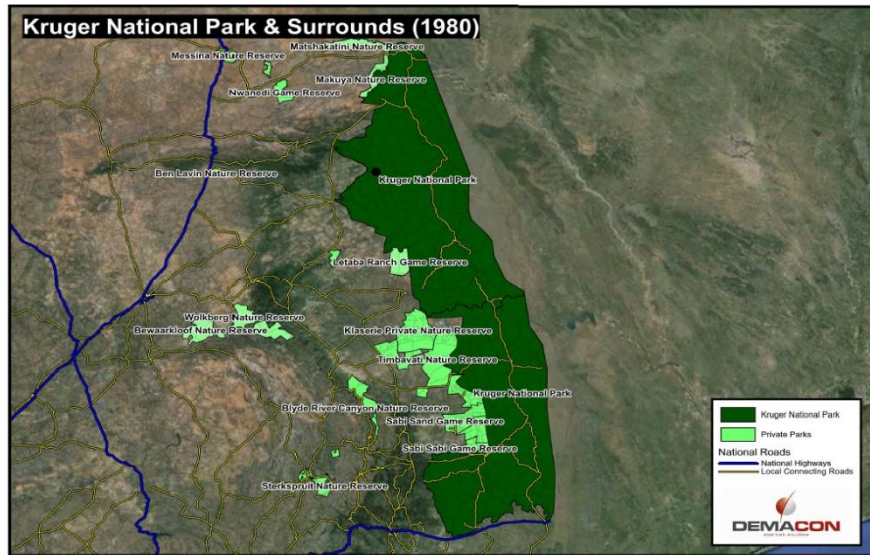 Kruger National Park & Surrounds (1980)
Matshakatini Nature Reserve
Messina Nature Reserve
Makuya Nature Reserve
Nwanedi Game Reserve
Ben Lavin Nature Reserve
Kruger National Park
Letaba Ranch Game Reserve
Wolkberg Nature Reserve
Bewaarkloof Nature Reserve
Klaserie Private Nature Reserve
Timbavati Nature Reserve
Kruger National Park
Blyde River Canyon Nature Reserve
Sabi Sand Game Reserve
Sabi Sabi Game Reserve
Sterkspruit Nature Reserve
Kruger National Park
Private Parks
National Roads
National Highways
Local Connecting Roads
DEMACON